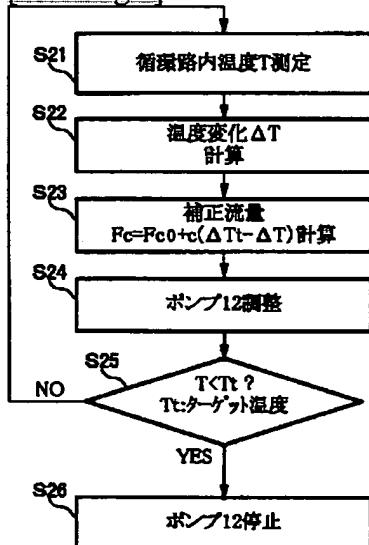 S21
循環路内温度T測定
S22
温度変化ΔT
計算
S23
補正流量
Fc=Fc0+c(ΔTt-ΔT)計算
S24
ポンプ12調整
S25
T<Tt ?
Tt:ターゲット温度
NO
YES
S26
ポンプ12停止